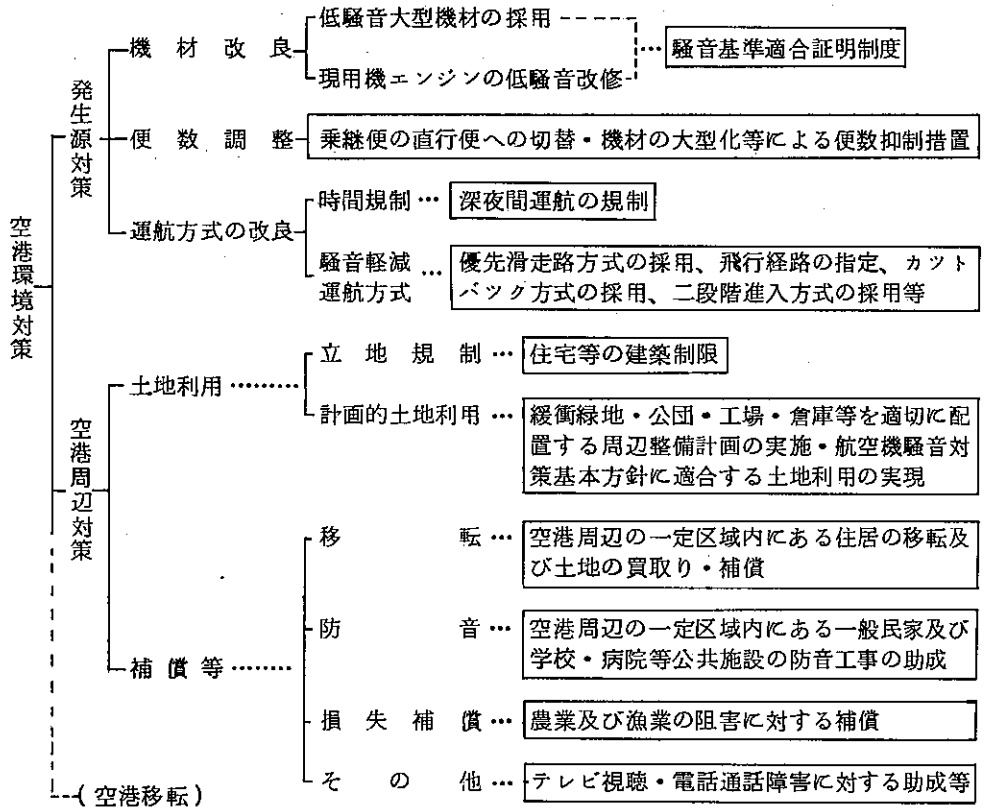 空港環境対策
発生源対策
機材改良
低騒音大型機材の採用
現用機エンジンの低騒音改修
騒音基準適合証明制度
便数調整
乗継便の直行便への切替・機材の大型化等による便数抑制措置
運航方式の改良
時間規制…
深夜間運航の規制
騒音軽減
運航方式
…
優先滑走路方式の採用、飛行経路の指定、カット
バック方式の採用、二段階進入方式の採用等
空港周辺対策
土地利用
立地規制…
住宅等の建築制限
計画的土地利用…
緩衝緑地・公団・工場・倉庫等を適切に配
置する周辺整備計画の実施・航空機騒音対
策基本方針に適合する土地利用の実現
補償等
移転…
空港周辺の一定区域内にある住居の移転及
び土地の買取り・補償
防音…
空港周辺の一定区域内にある一般民家及び
学校・病院等公共施設の防音工事の助成
損失補償…
農業及び漁業の阻害に対する補償
その他…
テレビ視聴・電話通話障害に対する助成等
(空港移転)